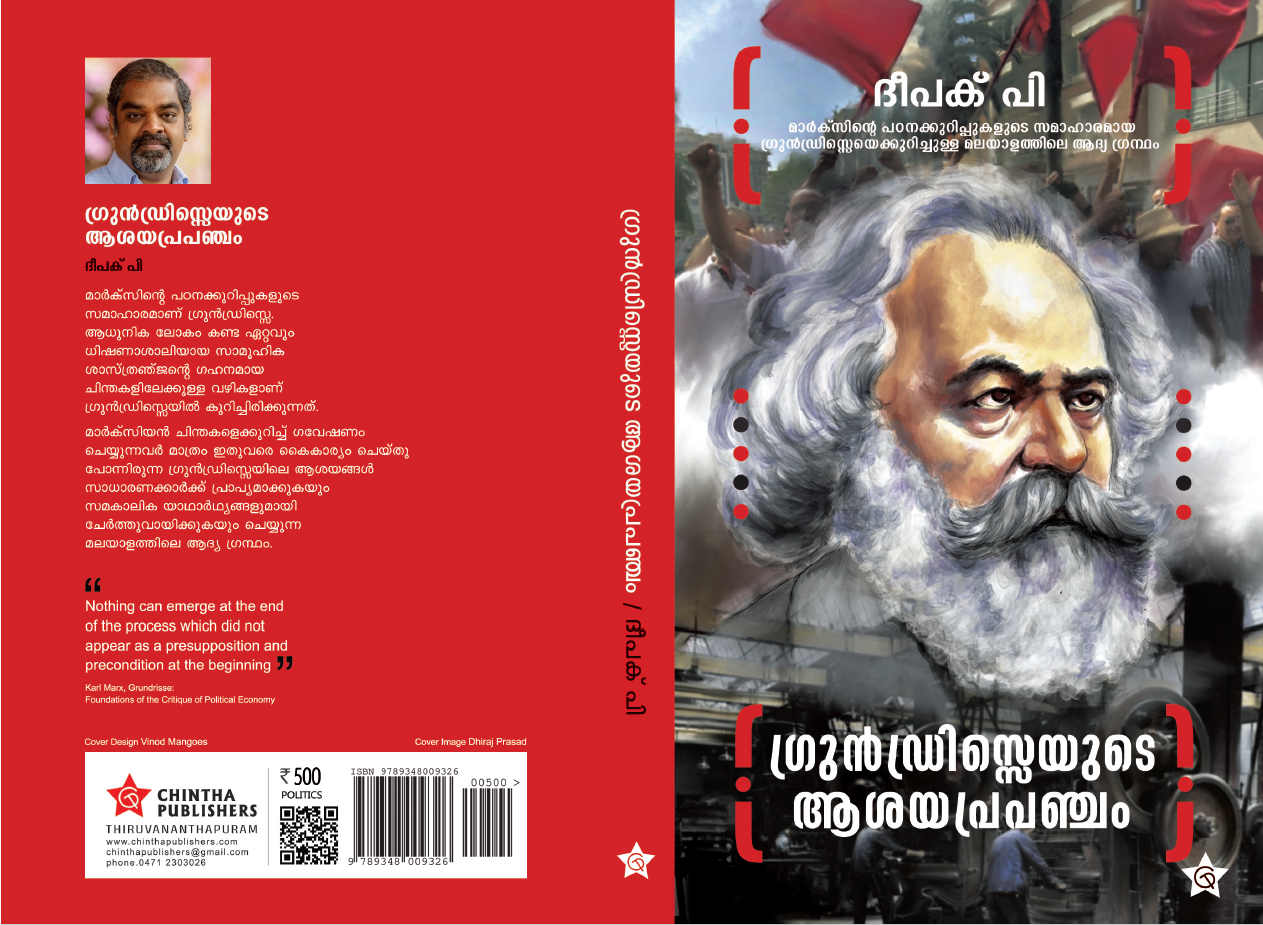 ഗ്രുൻഡ്രിസ്സെയുടെ
ആശയപ്രപഞ്ചം
ദീപക് പി
മാർക്സിന്റെ പഠനക്കുറിപ്പുകളുടെ
സമാഹാരമാണ് ഗ്രുൻഡ്രിസ്സെ.
ആധുനിക ലോകം കണ്ട ഏറ്റവും
ധിഷണാശാലിയായ സാമൂഹിക
ശാസ്ത്രഞ്ജന്റെ ഗഹനമായ
ചിന്തകളിലേക്കുള്ള വഴികളാണ്
ഗ്രുൻഡ്രിസ്സെയിൽ കുറിച്ചിരിക്കുന്നത്.
മാർക്സിയൻ ചിന്തകളെക്കുറിച്ച് ഗവേഷണം
ചെയ്യുന്നവർ മാത്രം ഇതുവരെ കൈകാര്യം ചെയ്തു
പോന്നിരുന്ന ഗ്രുൻഡ്രിസ്സെയിലെ ആശയങ്ങൾ
സാധാരണക്കാർക്ക് പ്രാപ്യമാക്കുകയും
സമകാലിക യാഥാർഥ്യങ്ങളുമായി
ചേർത്തുവായിക്കുകയും ചെയ്യുന്ന
മലയാളത്തിലെ ആദ്യ ഗ്രന്ഥം.
“
Nothing can emerge at the end
of the process which did not
appear as a presupposition and
precondition at the beginning ”
Karl Marx, Grundrisse:
Foundations of the Critique of Political Economy
Cover Design Vinod Mangoes
Cover Image Dhiraj Prasad
CHINTHA
PUBLISHERS
THIRUVANANTHAPURAM
www.chinthapublishers.com
chinthapublishers@gmail.com
phone.0471 2303026
₹ 500
POLITICS
ISBN 9789348009326
00500 >
9 789348 009326
ഗ്രുൻഡ്രിസ്സെയുടെ ആശയപ്രപഞ്ചം / ദീപക് പി
ദീപക് പി
മാർക്സിന്റെ പഠനക്കുറിപ്പുകളുടെ സമാഹാരമായ
ഗ്രുൻഡ്രിസ്സെയെക്കുറിച്ചുള്ള മലയാളത്തിലെ ആദ്യ ഗ്രന്ഥം
ഗ്രുൻഡ്രിസ്സെയുടെ
ആശയപ്രപഞ്ചം